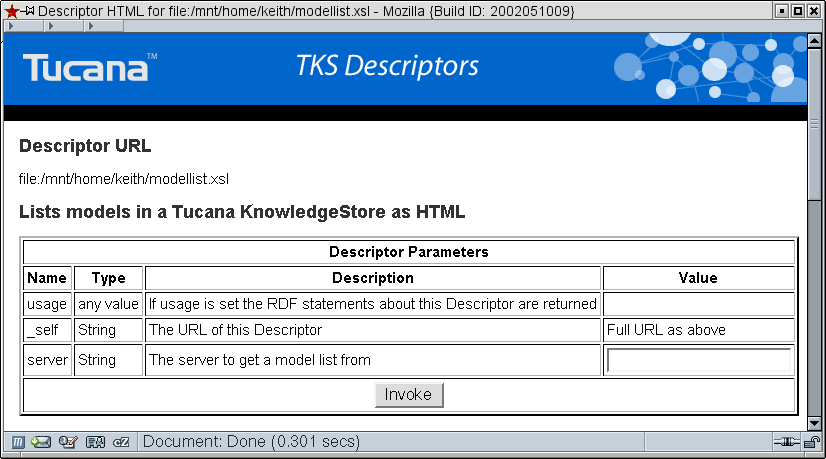 Descriptor HTML for file:/mnt/home/keith/modellist.xsl - Mozilla {Build ID: 2002051009}
Tucana™
TKS Descriptors
Descriptor URL
file:/mnt/home/keith/modellist.xsl
Lists models in a Tucana KnowledgeStore as HTML
Descriptor Parameters
Name Type Description Value
usage any value If usage is set the RDF statements about this Descriptor are returned
_self String The URL of this Descriptor Full URL as above
server String The server to get a model list from
Invoke
Document: Done (0.301 secs)